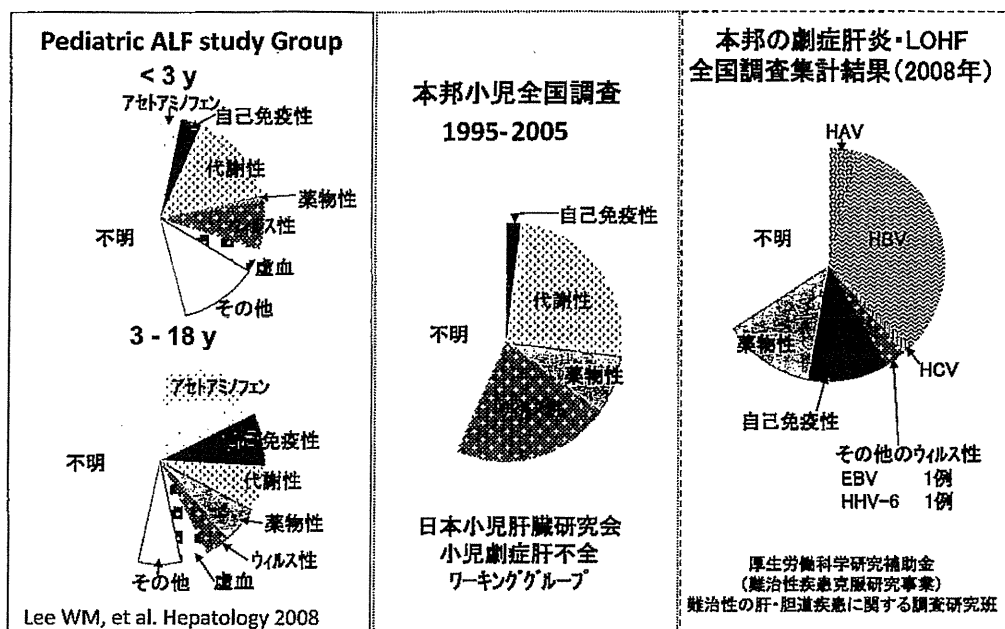 Pediatric ALF study Group
< 3 y
アセトアミノフェン
自己免疫性
代謝性
薬物性
ス性
不明
虚血
その他
3 - 18 y
アセトアミノフェン
免疫性
不明
代謝性
薬物性
ウィルス性
その他
虚血
Lee WM, et al. Hepatology 2008
本邦小児全国調査
1995-2005
自己免疫性
代謝性
不明
薬物性
日本小児肝臓研究会
小児劇症肝不全
ワーキンググループ
本邦の劇症肝炎・LOHF
全国調査集計結果(2008年)
HAV
不明
HBV
薬物性
HCV
自己免疫性
その他のウィルス性
EBV 1例
HHV-6 1例
厚生労働科学研究補助金
(難治性疾患克服研究事業)
難治性の肝・胆道疾患に関する調査研究班